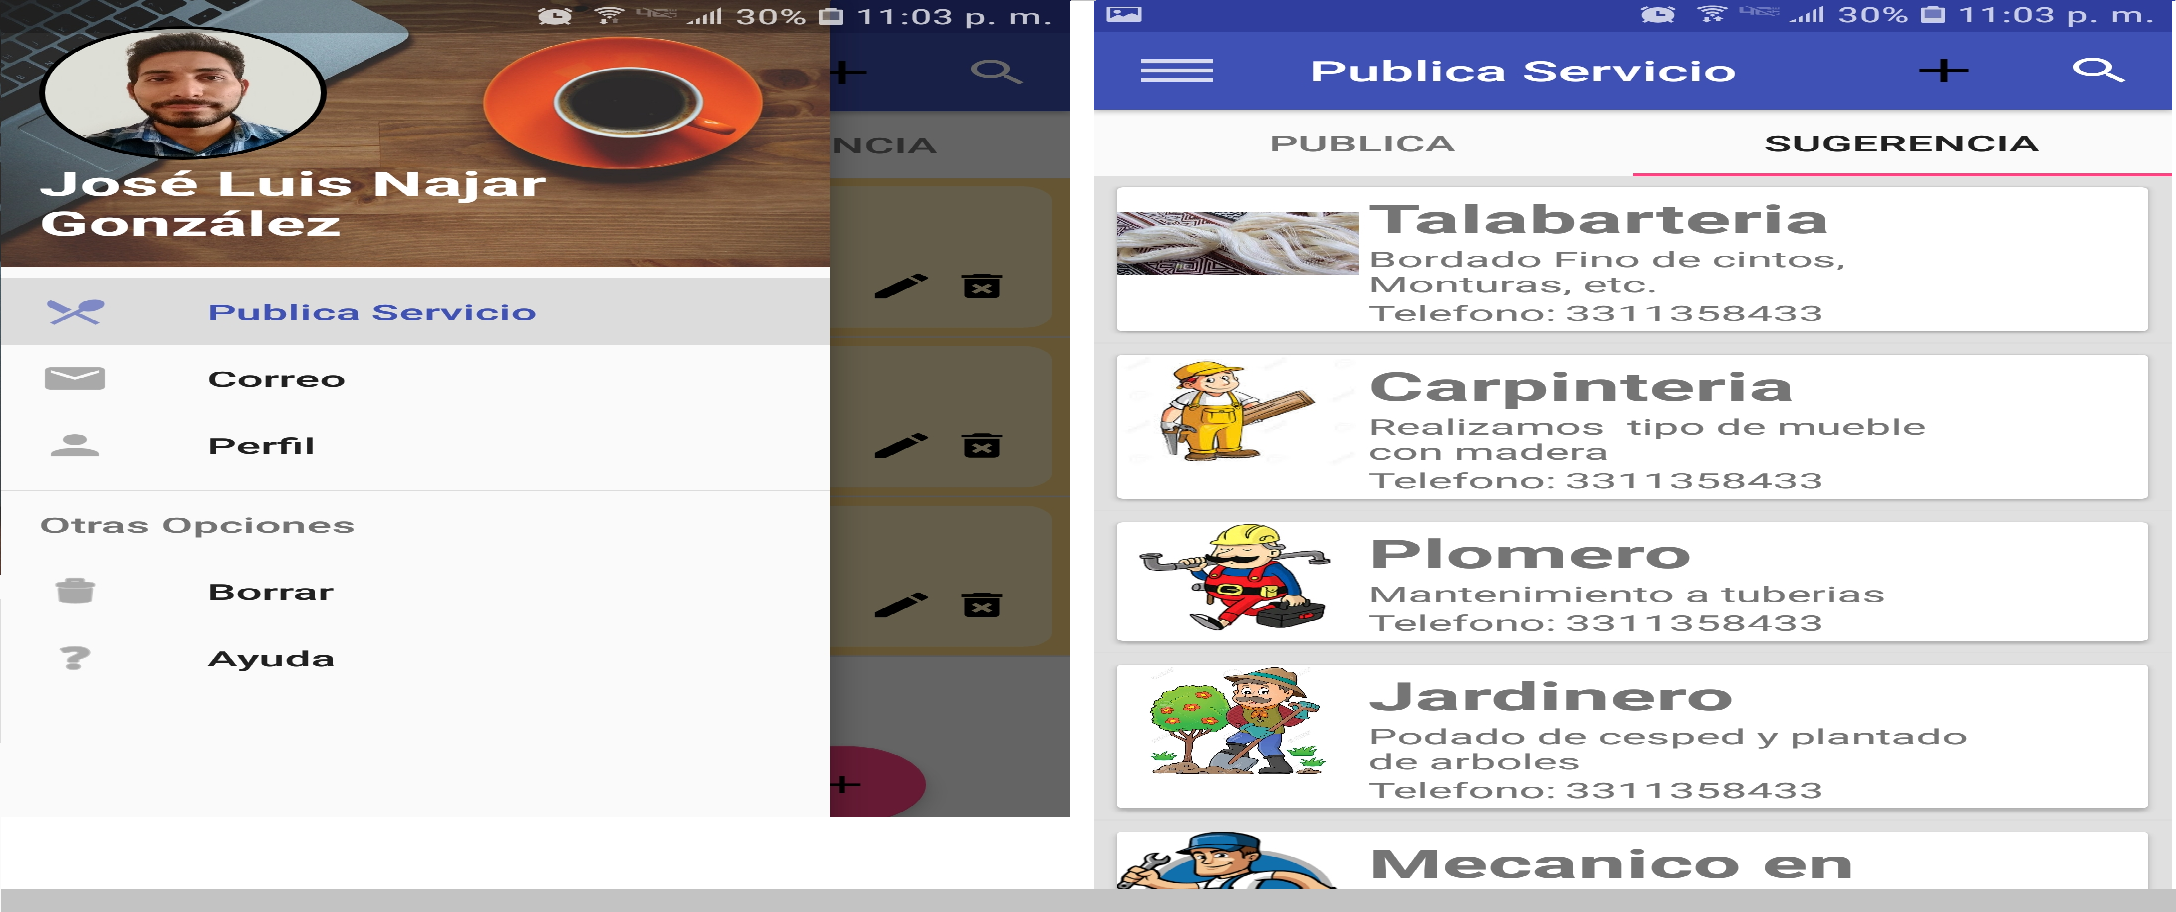 30% 11:03 p. m.
NCIA
José Luis Najar
González
Publica Servicio
Correo
Perfil
Otras Opciones
Borrar
Ayuda
30% 11:03 p. m.
Publica Servicio
PUBLICA
SUGERENCIA
Talabarteria
Bordado Fino de cintos,
Monturas, etc.
Telefono: 3311358433
Carpinteria
Realizamos  tipo de mueble
con madera
Telefono: 3311358433
Plomero
Mantenimiento a tuberias
Telefono: 3311358433
Jardinero
Podado de cesped y plantado
de arboles
Telefono: 3311358433
Mecanico en